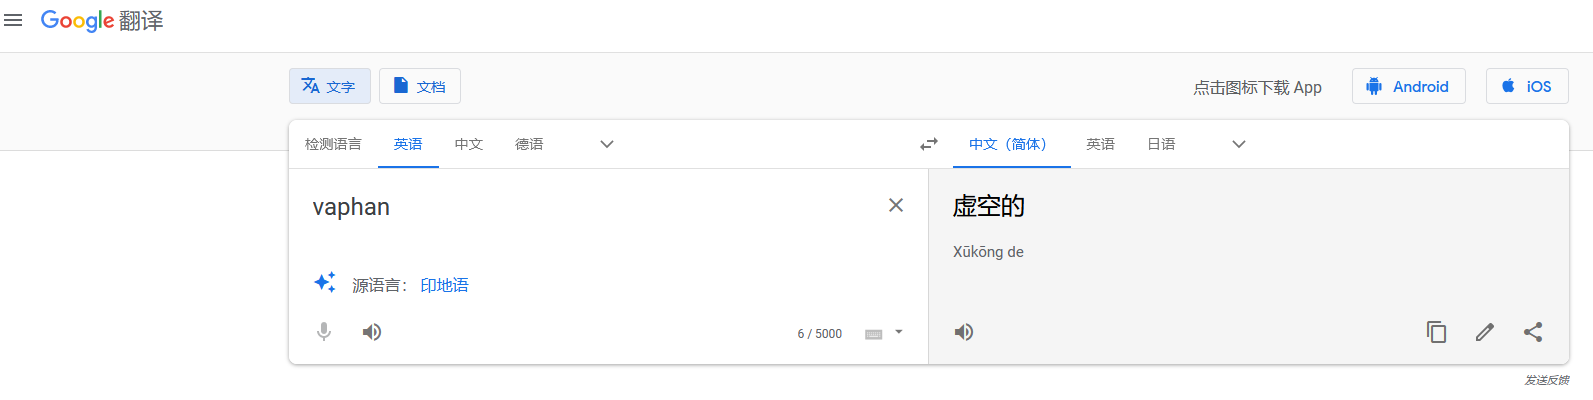 Google 翻译
文字 文档 点击图标下载 App Android iOS
检测语言 英语 中文 德语 中文（简体） 英语 日语
vaphan 虚空的
Xūkōng de
源语言： 印地语
6 / 5000
发送反馈